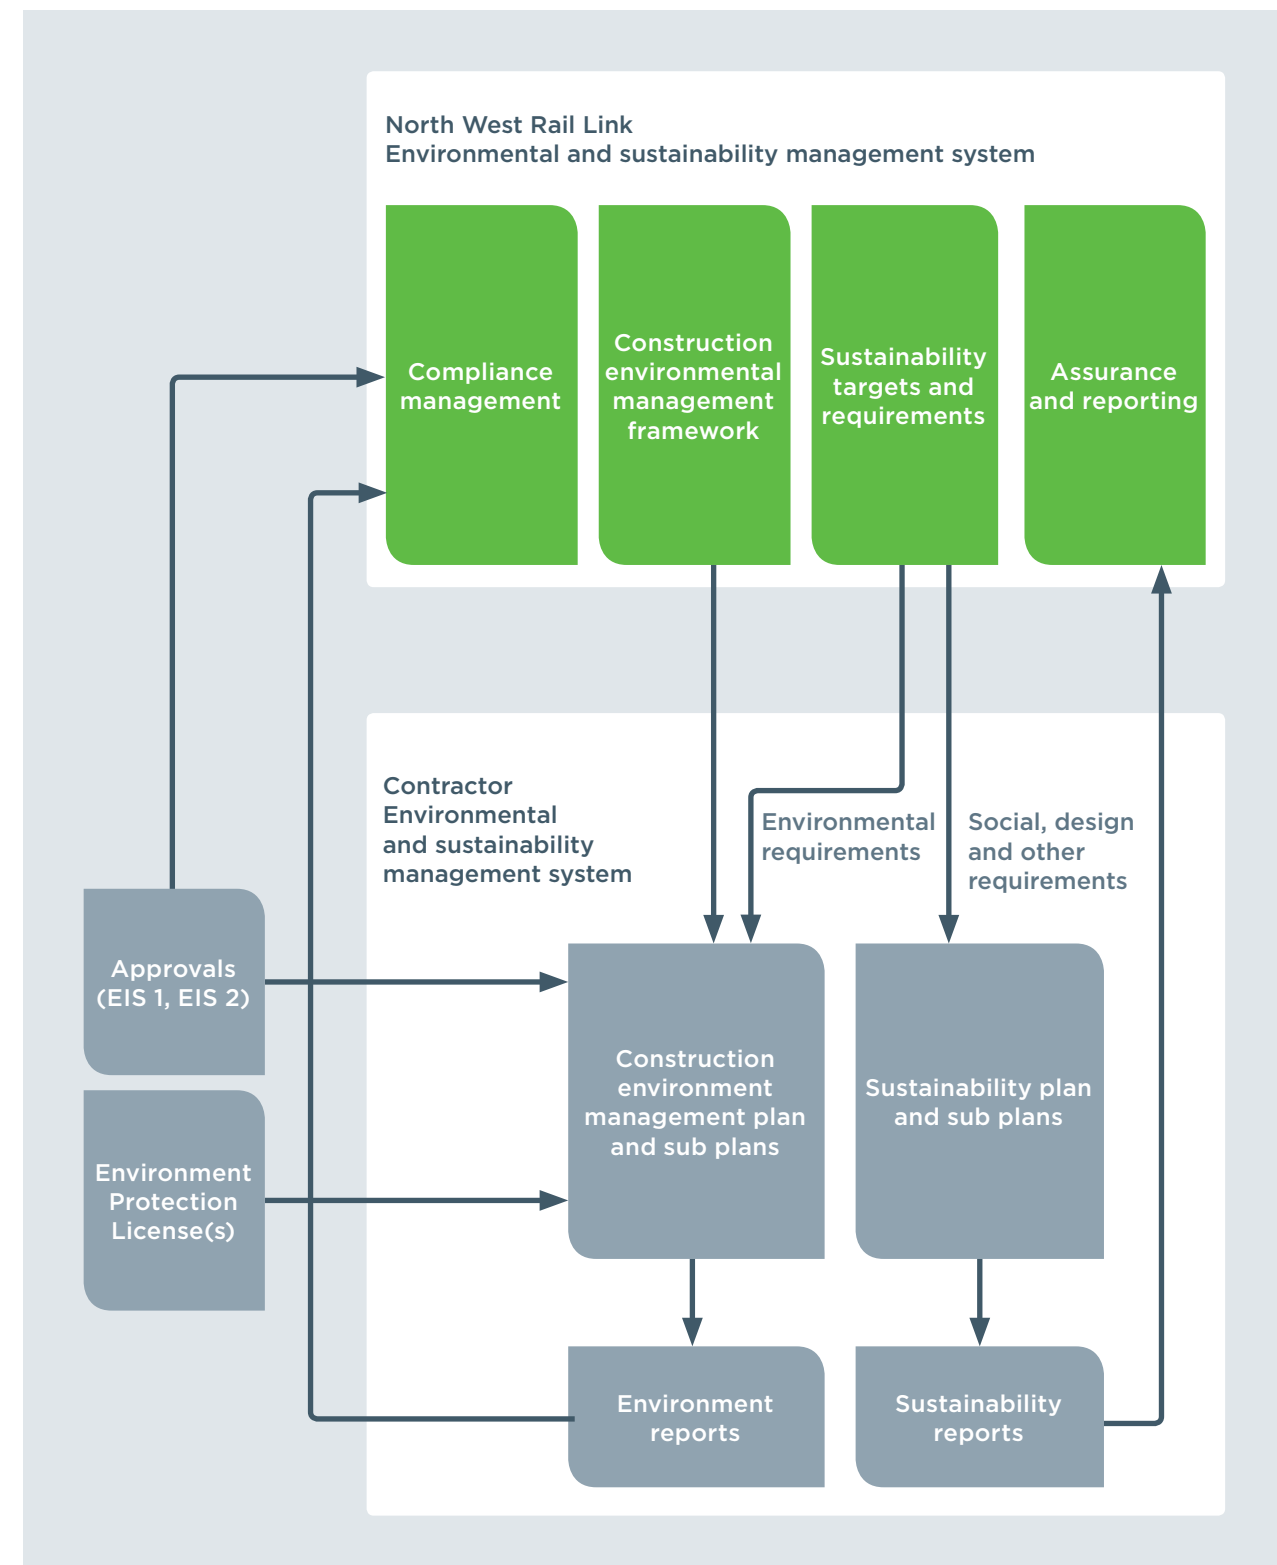 North West Rail Link
Environmental and sustainability management system
Compliance
management
Construction
environmental
management
framework
Sustainability
targets and
requirements
Assurance
and reporting
Contractor
Environmental
and sustainability
management system
Environmental
requirements
Social, design
and other
requirements
Approvals
(EIS 1, EIS 2)
Environment
Protection
License(s)
Construction
environment
management plan
and sub plans
Sustainability plan
and sub plans
Environment
reports
Sustainability
reports